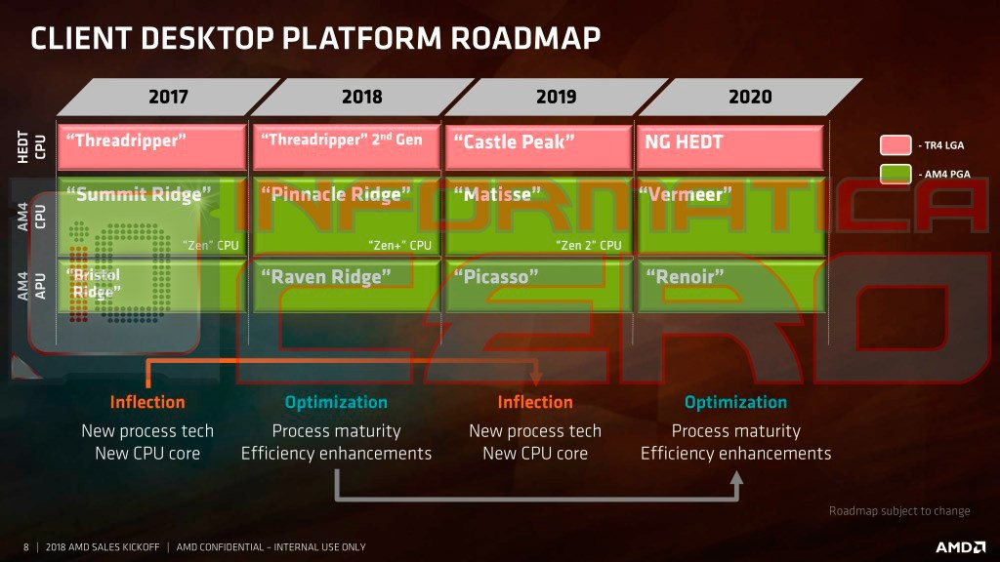 CLIENT DESKTOP PLATFORM ROADMAP
2017
2018
2019
2020
HEDT
CPU
“Threadripper”
“Threadripper” 2nd Gen
“Castle Peak”
NG HEDT
- TR4 LGA
- AM4 PGA
AM4
CPU
“Summit Ridge”
“Zen” CPU
“Pinnacle Ridge”
“Zen+” CPU
“Matisse”
“Zen 2” CPU
“Vermeer”
AM4
APU
“Bristol
Ridge”
“Raven Ridge”
“Picasso”
“Renoir”
INFORMATICA
CERO
iO
Inflection
New process tech
New CPU core
Optimization
Process maturity
Efficiency enhancements
Inflection
New process tech
New CPU core
Optimization
Process maturity
Efficiency enhancements
Roadmap subject to change
8 | 2018 AMD SALES KICKOFF | AMD CONFIDENTIAL – INTERNAL USE ONLY
AMD